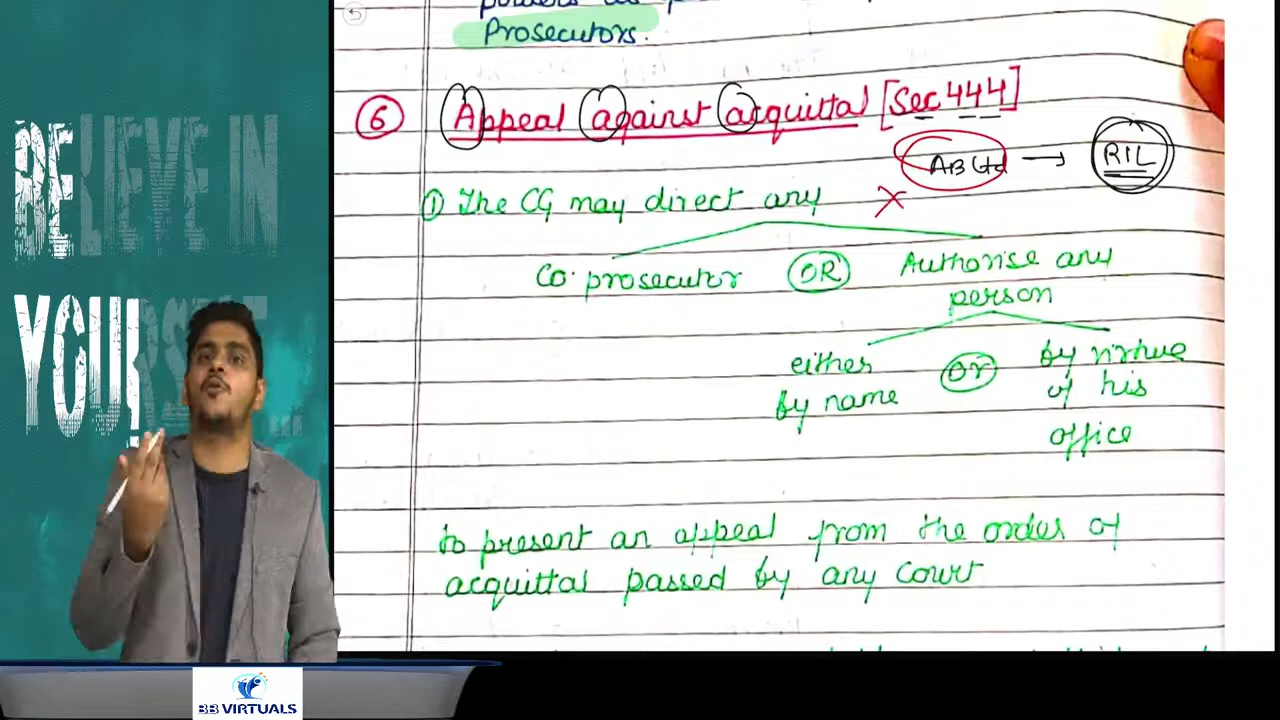 BELIEVE IN
YOURSELF
Prosecutors.
6 Appeal against acquittal [Sec 444]
AB Ltd → RIL
① The CG may direct any
Co. prosecutor OR Authorise any
person
either or by virtue
by name of his
office
to present an appeal from the order of
acquittal passed by any court
BB VIRTUALS